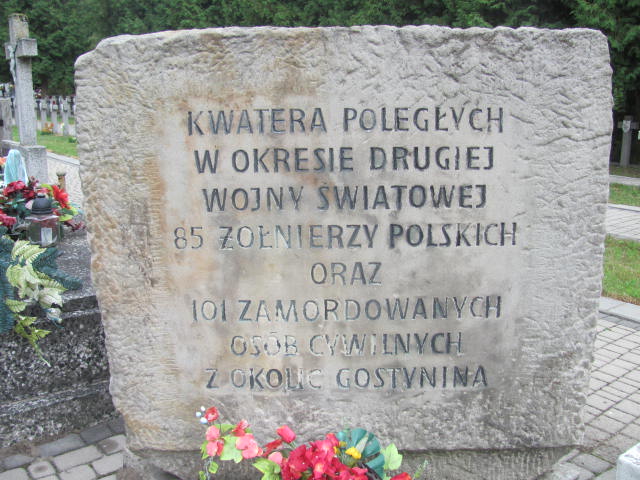 KWATERA POLEGŁYCH
W OKRESIE DRUGIEJ
WOJNY ŚWIATOWEJ
85 ŻOŁNIERZY POLSKICH
ORAZ
101 ZAMORDOWANYCH
OSÓB CYWILNYCH
Z OKOLIC GOSTYNINA